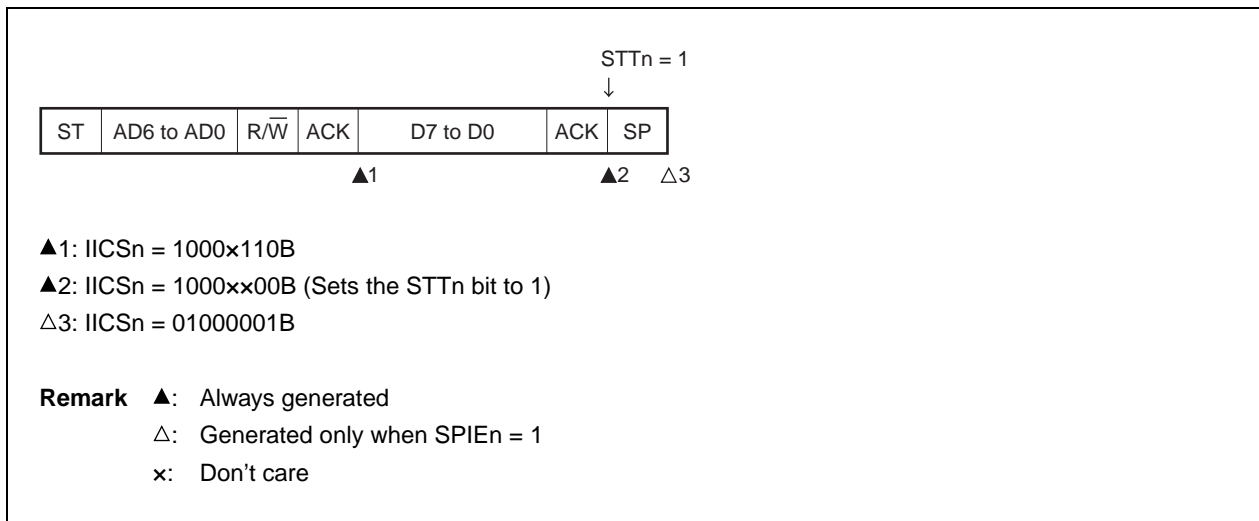 STTn = 1
↓
ST AD6 to AD0 R/W̅ ACK D7 to D0 ACK SP
▲1 ▲2 △3
▲1: IICSn = 1000×110B
▲2: IICSn = 1000××00B (Sets the STTn bit to 1)
△3: IICSn = 01000001B
Remark ▲: Always generated
△: Generated only when SPIEn = 1
×: Don't care